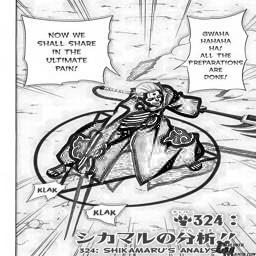 NOW WE
SHALL SHARE
IN THE
ULTIMATE
PAIN!
GWAHA
HAHAHA
HA!
ALL THE
PREPARATIONS
ARE
DONE!
KLAK
KLAK
324:
シカマルの分析!!
324: SHIKAMARU'S ANALYSIS